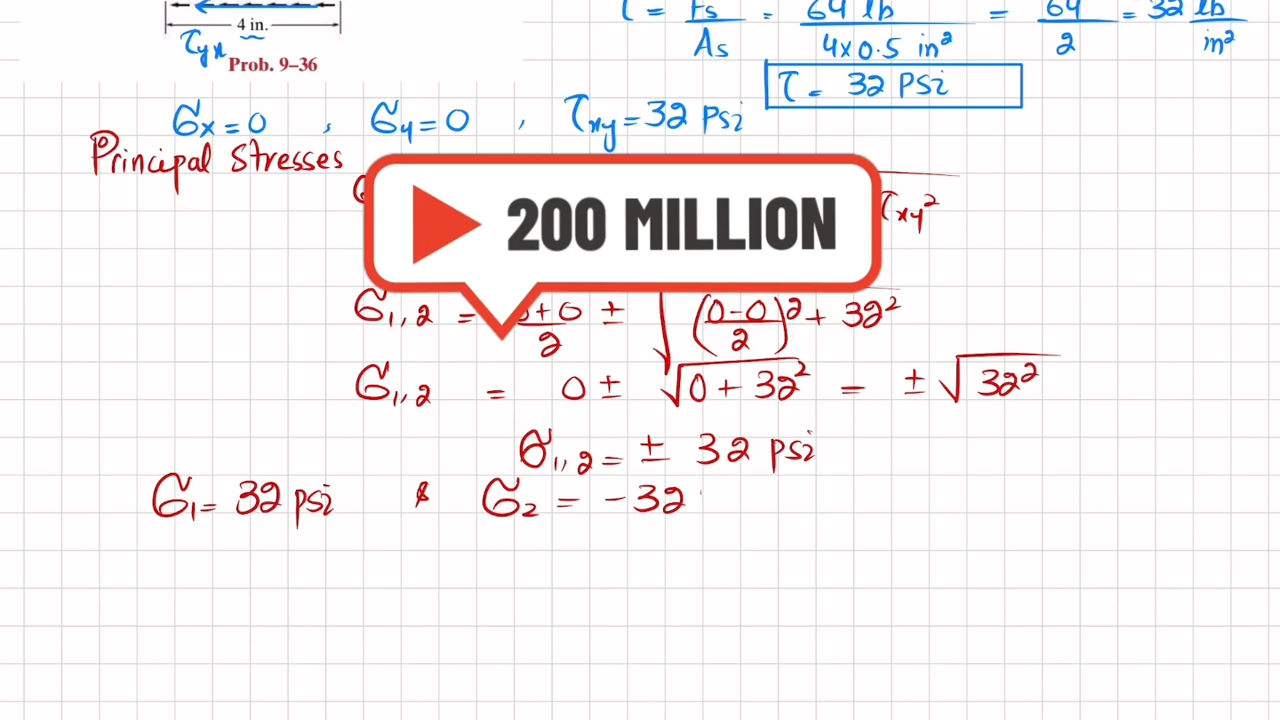 τ = Fs/As = 64 lb / 4x0.5 in² = 64/2 = 32 lb/in²
4 in.
τyx
Prob. 9–36
τ = 32 PSi
σx=0 , σy=0 , τxy=32 psi
Principal Stresses
τxy²
200 MILLION
σ1,2 = 0+0/2 ± √(0-0/2)²+ 32²
σ1,2 = 0 ± √0+32² = ± √32²
σ1,2 = ± 32 psi
σ1= 32 psi & σ2 = -32